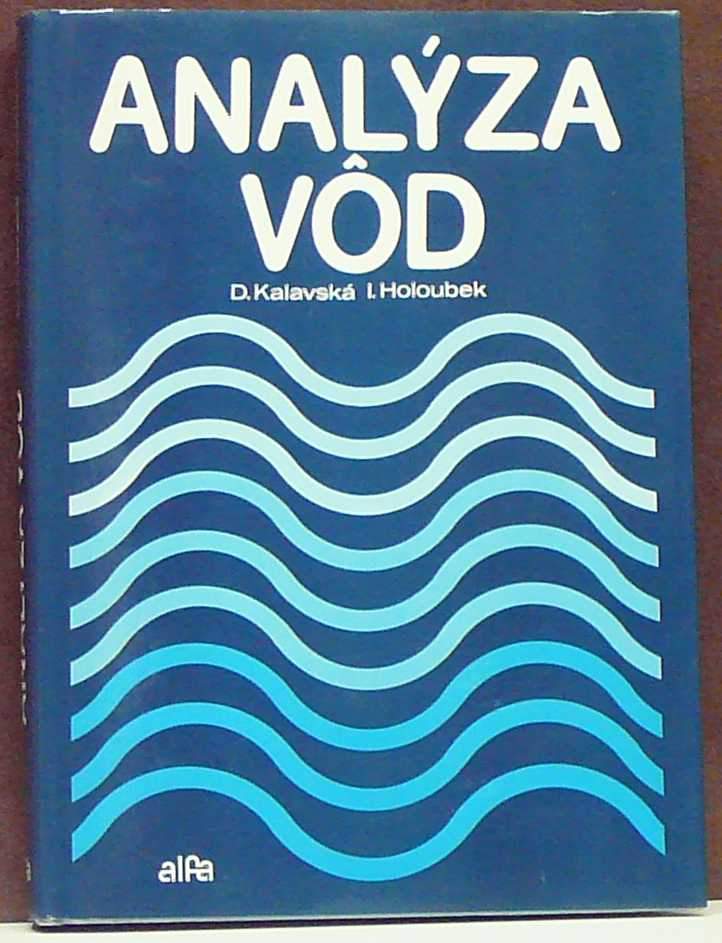 ANALÝZA
VÔD
D. Kalavská I. Holoubek
alfa